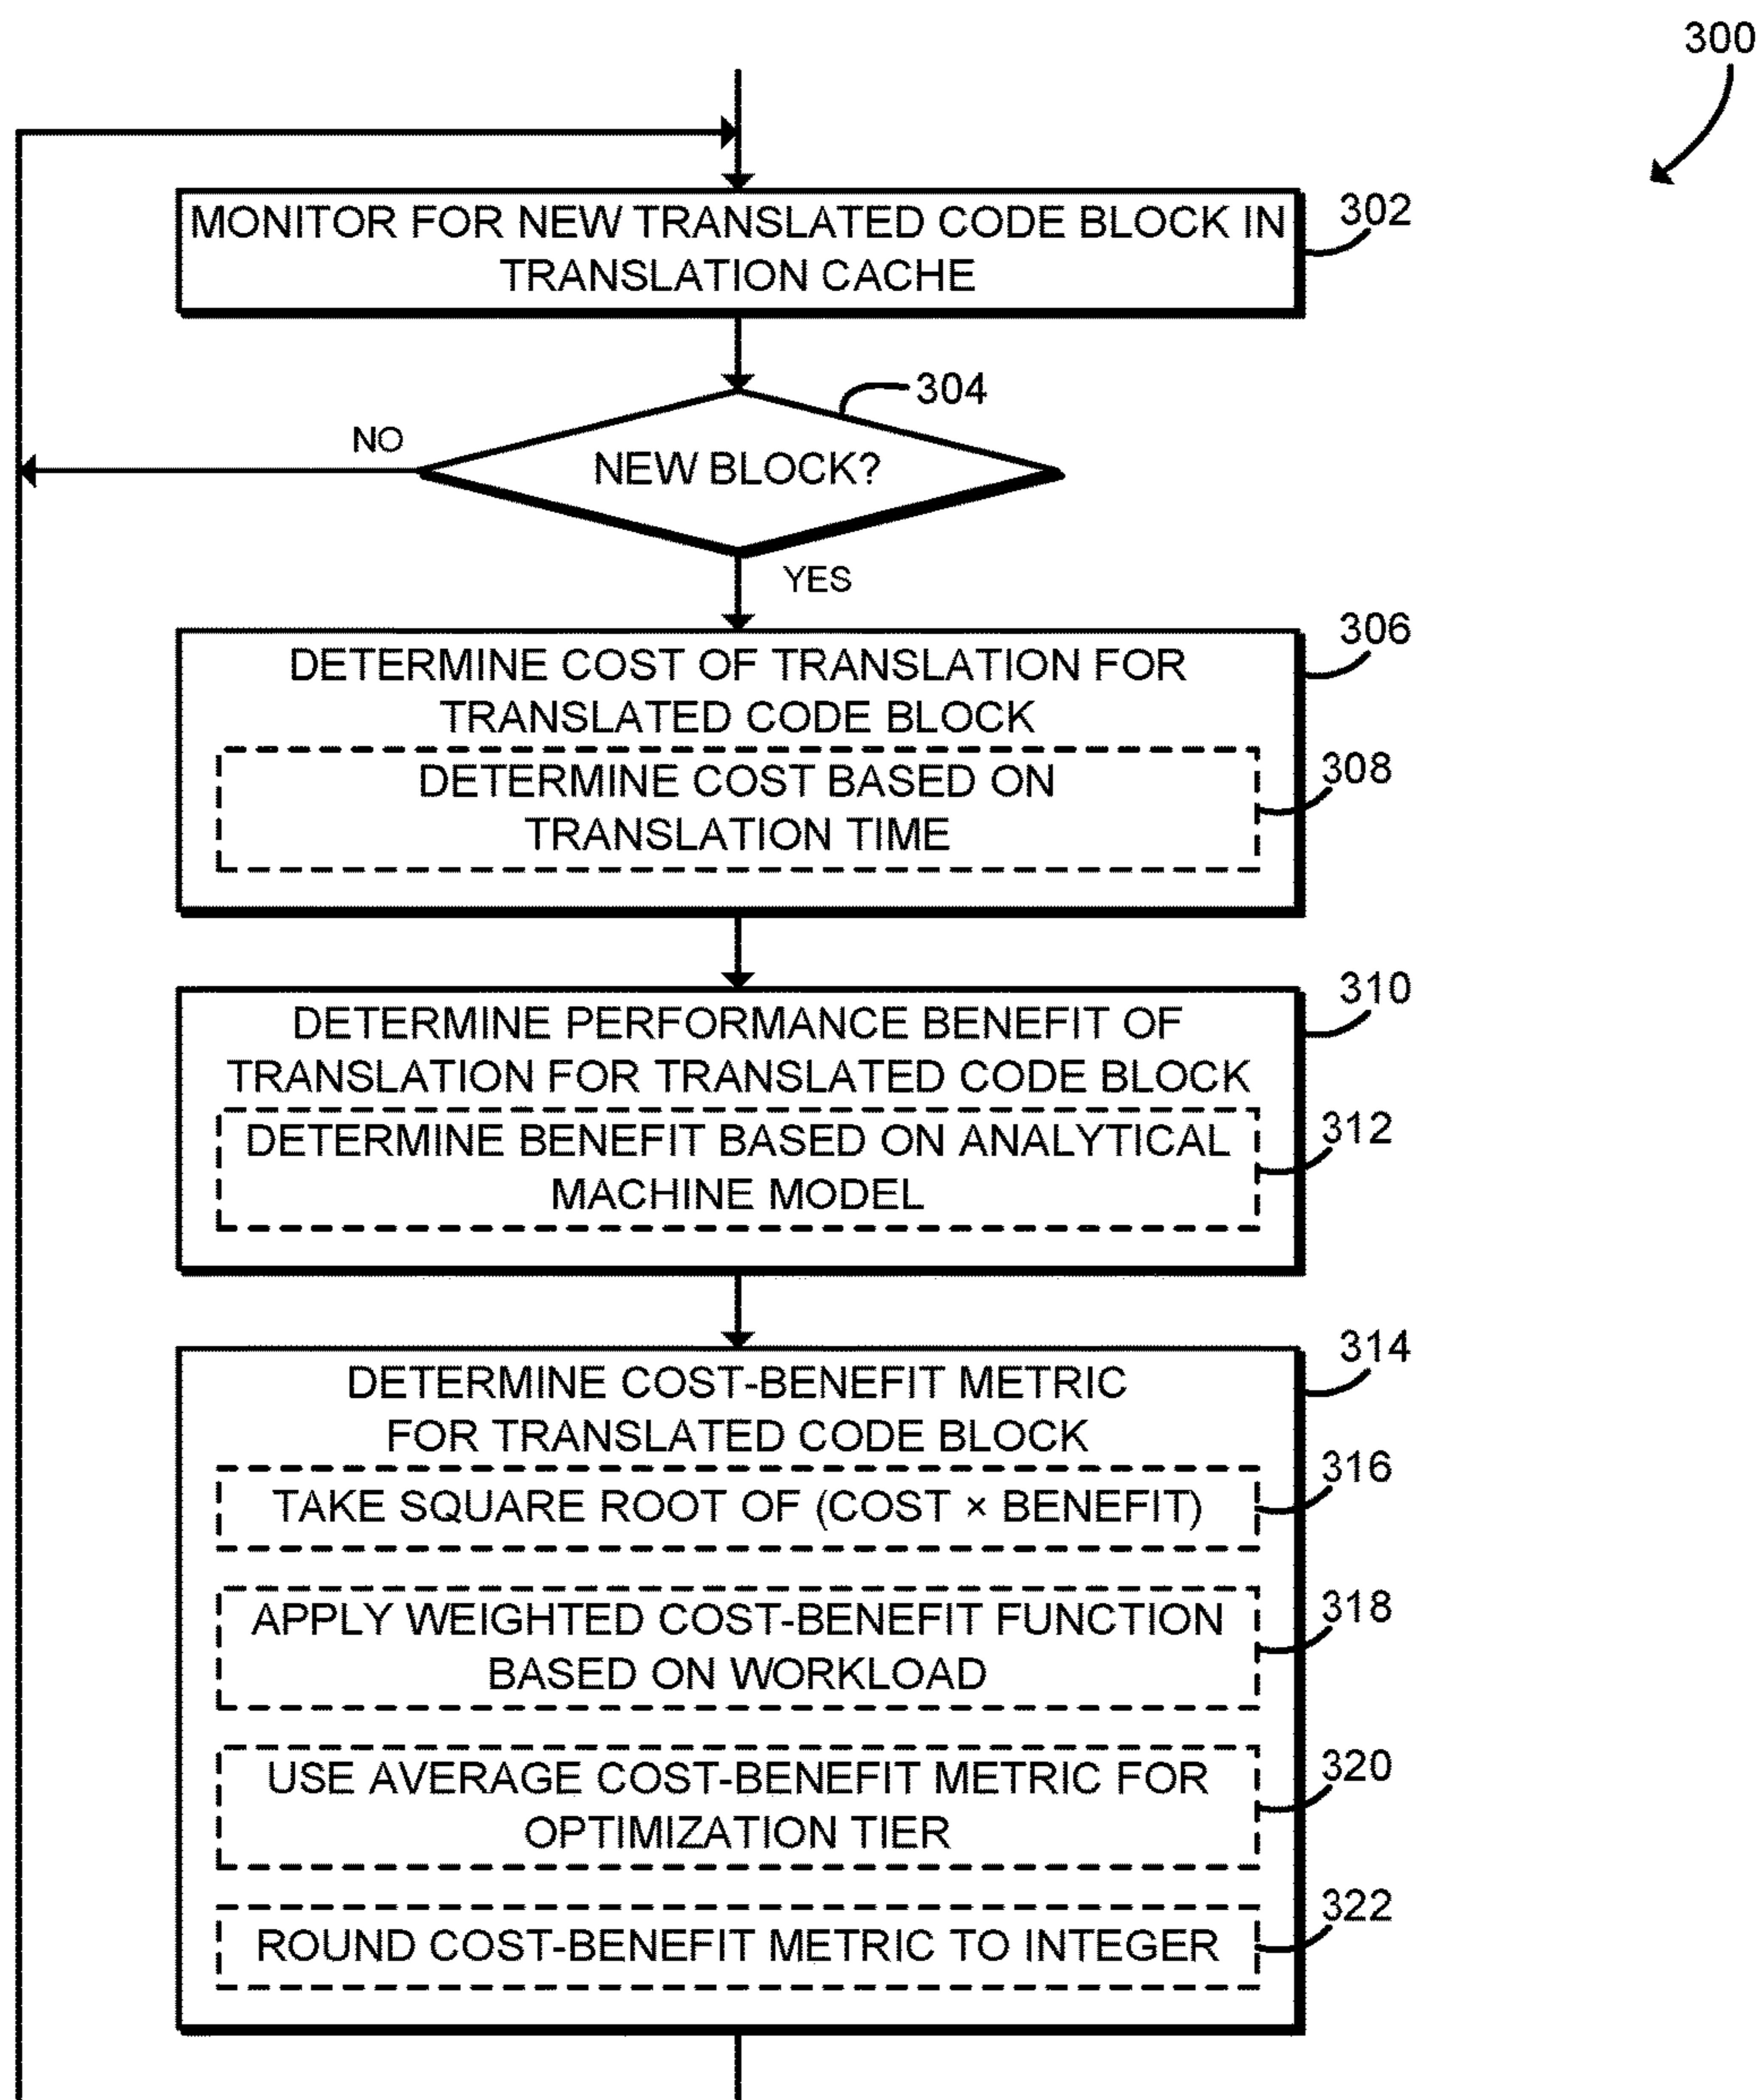 300
MONITOR FOR NEW TRANSLATED CODE BLOCK IN
TRANSLATION CACHE
302
304
NEW BLOCK?
NO
YES
306
DETERMINE COST OF TRANSLATION FOR
TRANSLATED CODE BLOCK
308
DETERMINE COST BASED ON
TRANSLATION TIME
310
DETERMINE PERFORMANCE BENEFIT OF
TRANSLATION FOR TRANSLATED CODE BLOCK
312
DETERMINE BENEFIT BASED ON ANALYTICAL
MACHINE MODEL
314
DETERMINE COST-BENEFIT METRIC
FOR TRANSLATED CODE BLOCK
316
TAKE SQUARE ROOT OF (COST × BENEFIT)
318
APPLY WEIGHTED COST-BENEFIT FUNCTION
BASED ON WORKLOAD
320
USE AVERAGE COST-BENEFIT METRIC FOR
OPTIMIZATION TIER
322
ROUND COST-BENEFIT METRIC TO INTEGER